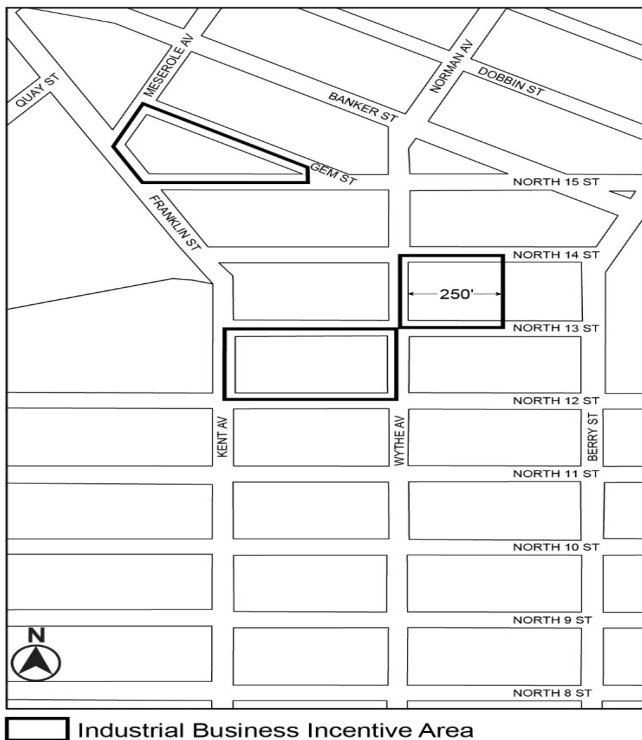 QUAY ST
MESEROLE AV
NORMAN AV
DOBBIN ST
BANKER ST
GEM ST
NORTH 15 ST
FRANKLIN ST
NORTH 14 ST
250'
NORTH 13 ST
NORTH 12 ST
KENT AV
WYTHE AV
BERRY ST
NORTH 11 ST
NORTH 10 ST
NORTH 9 ST
N
NORTH 8 ST
Industrial Business Incentive Area